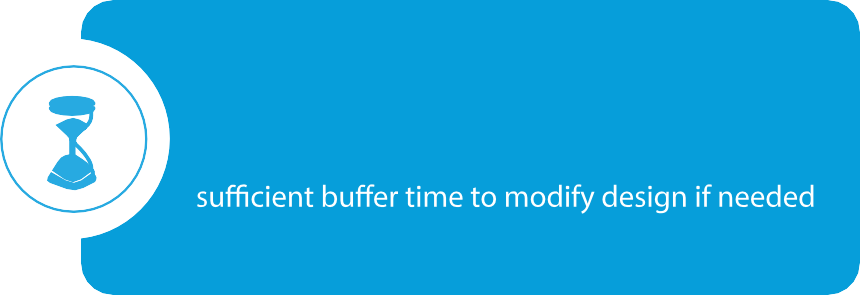 sufficient buffer time to modify design if needed